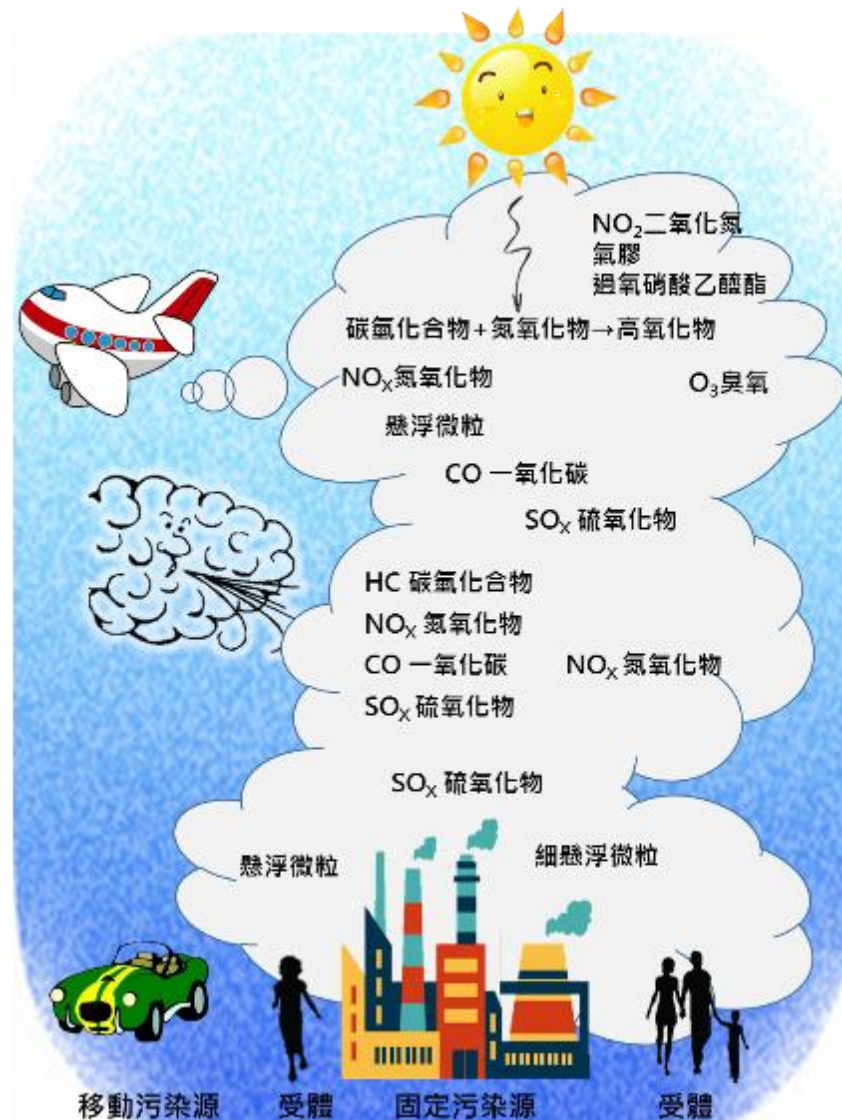 NO₂二氧化氮
氣膠
過氧硝酸乙醯酯
碳氫化合物+氮氧化物→高氧化物
NOₓ氮氧化物
O₃臭氧
懸浮微粒
CO 一氧化碳
SOₓ 硫氧化物
HC 碳氫化合物
NOₓ 氮氧化物
CO 一氧化碳 NOₓ 氮氧化物
SOₓ 硫氧化物
SOₓ 硫氧化物
懸浮微粒 細懸浮微粒
移動污染源 受體 固定污染源 受體